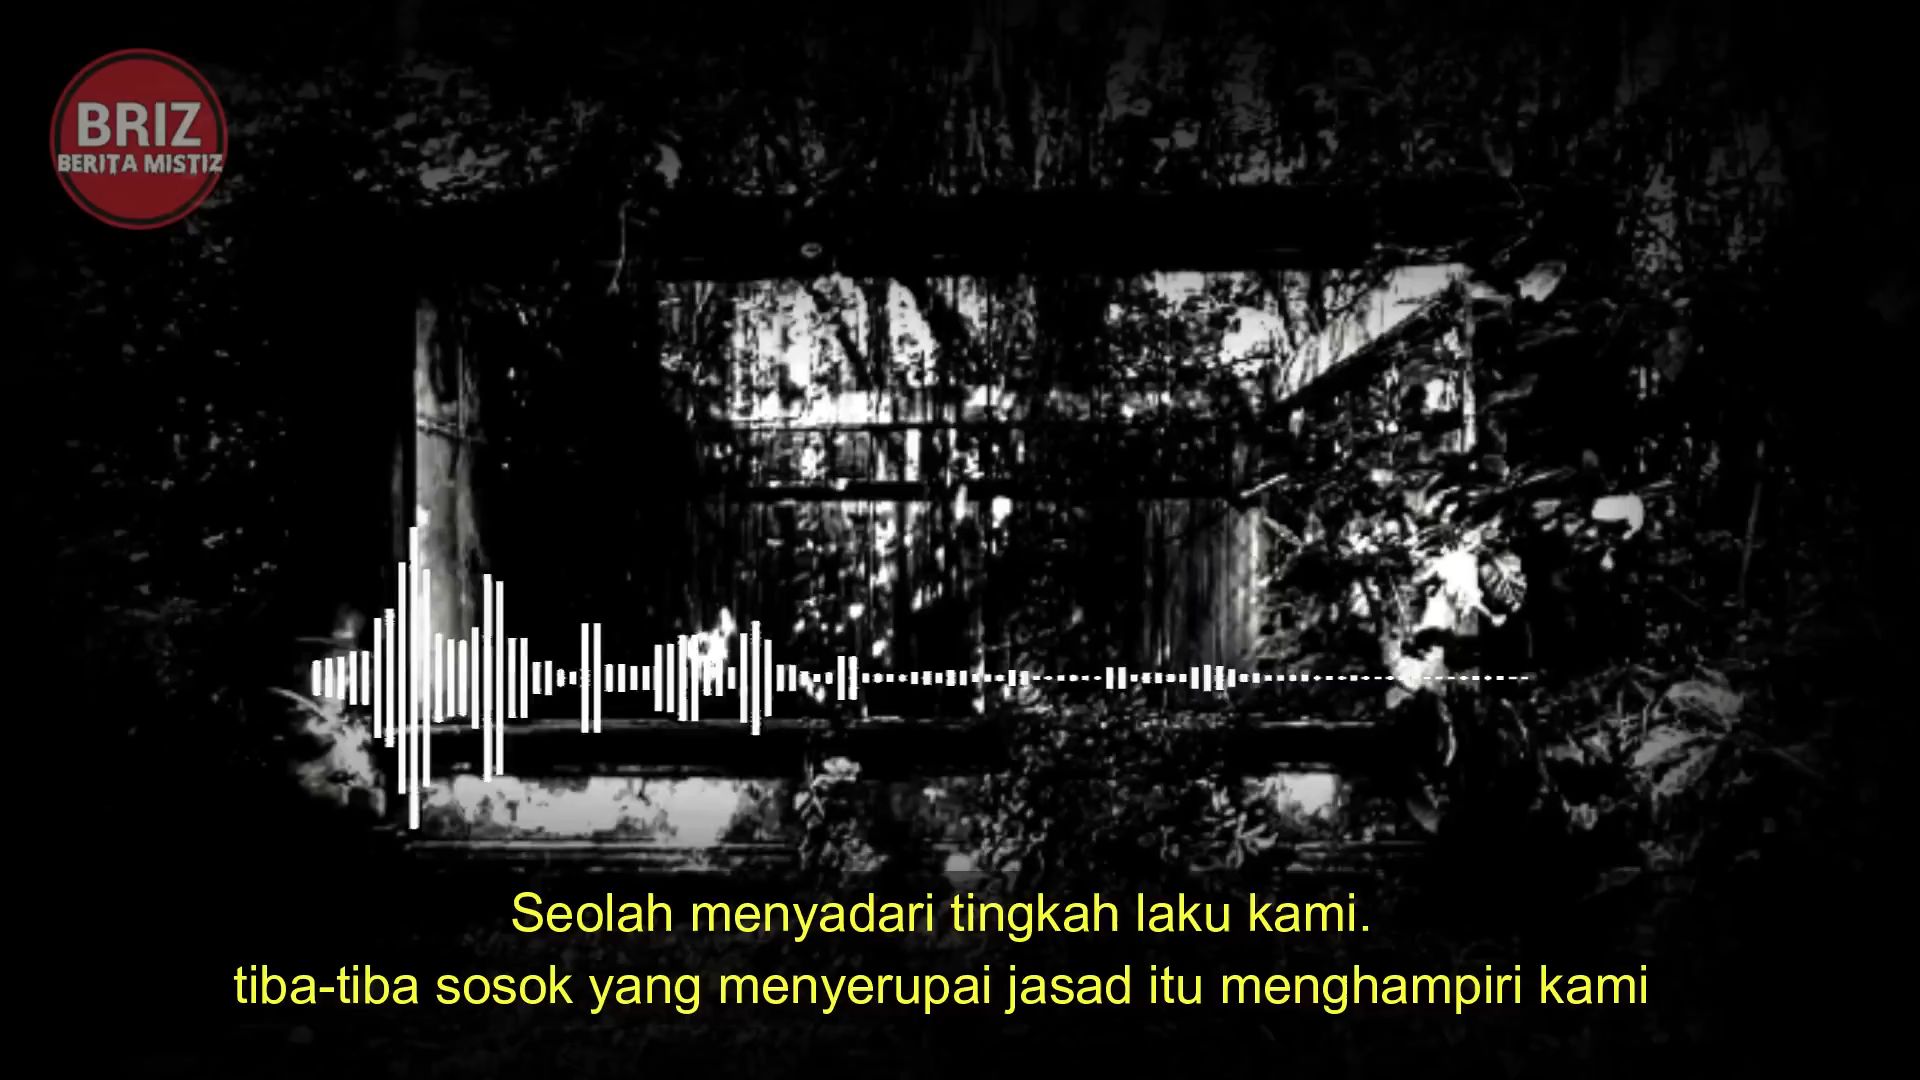 BRIZ
BERITA MISTIZ
Seolah menyadari tingkah laku kami.
tiba-tiba sosok yang menyerupai jasad itu menghampiri kami